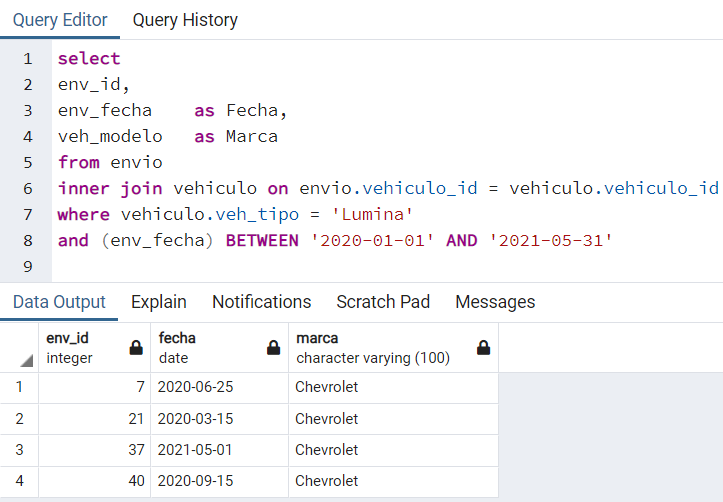 Query Editor Query History
1 select
2 env_id,
3 env_fecha as Fecha,
4 veh_modelo as Marca
5 from envio
6 inner join vehiculo on envio.vehiculo_id = vehiculo.vehiculo_id
7 where vehiculo.veh_tipo = 'Lumina'
8 and (env_fecha) BETWEEN '2020-01-01' AND '2021-05-31'
9
Data Output Explain Notifications Scratch Pad Messages
env_id fecha marca
integer date character varying (100)
1 7 2020-06-25 Chevrolet
2 21 2020-03-15 Chevrolet
3 37 2021-05-01 Chevrolet
4 40 2020-09-15 Chevrolet